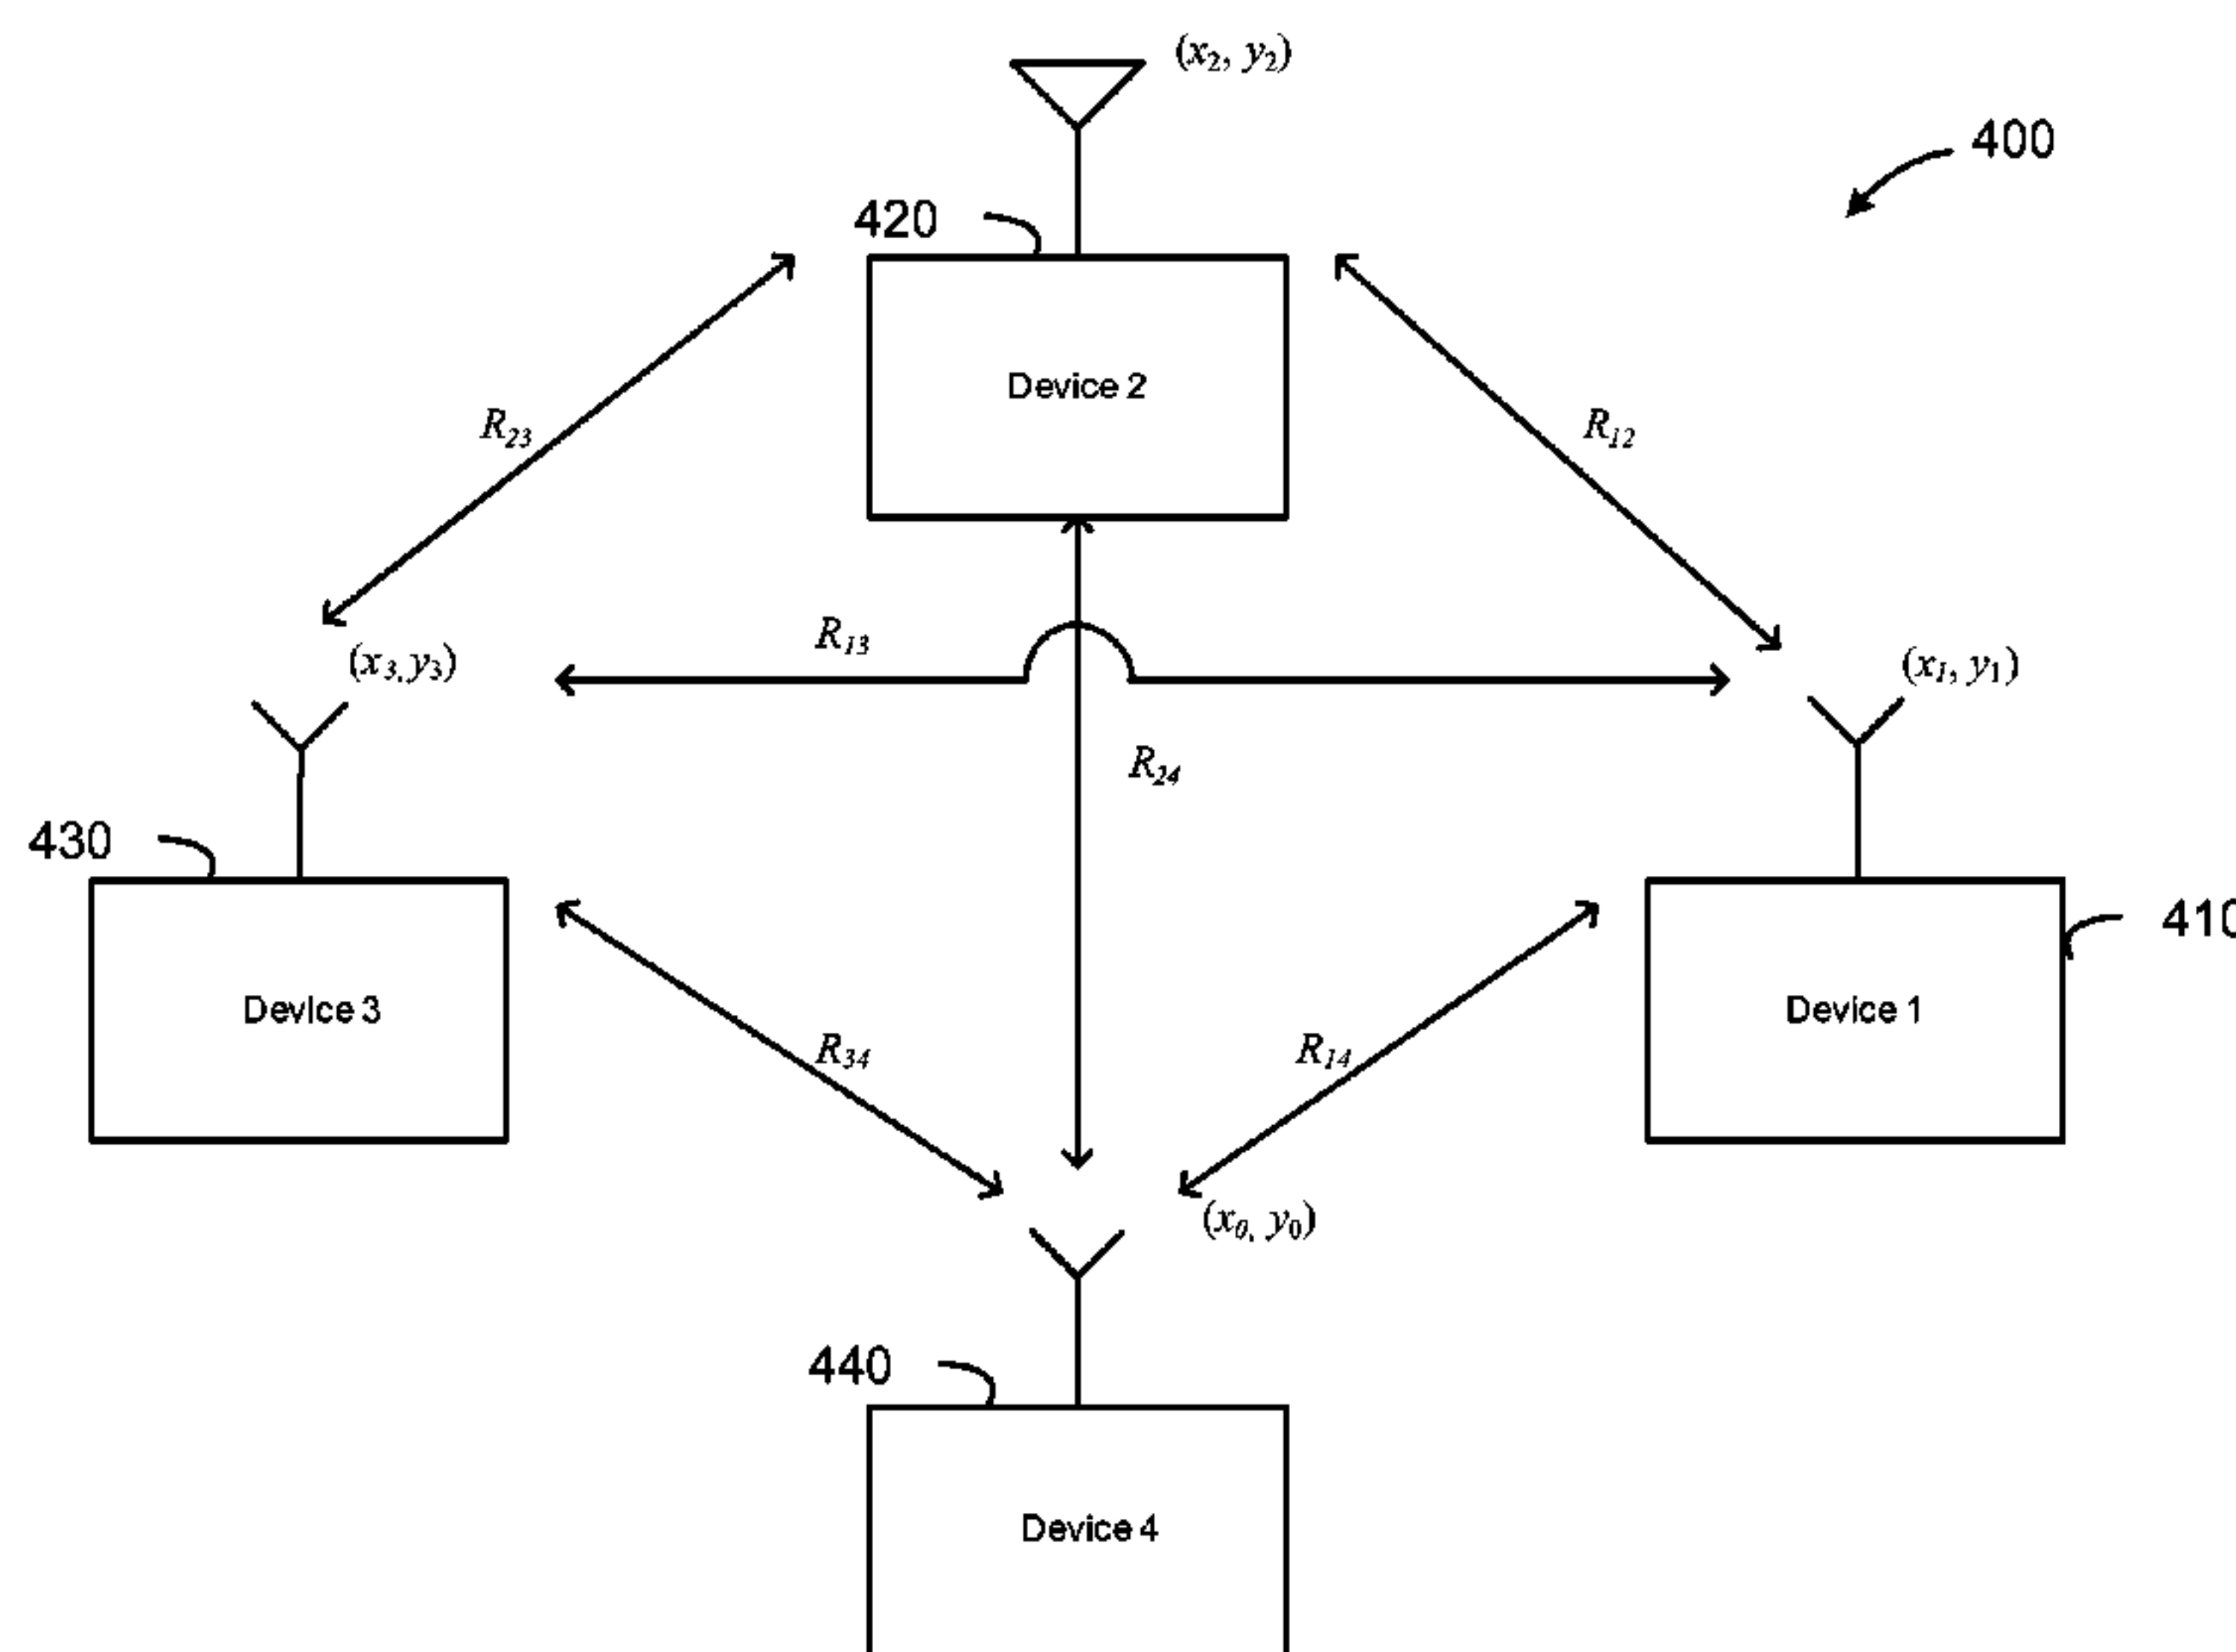 (x₂, y₂)
400
420
Device 2
R₂₃
R₁₂
R₁₃
(x₃, y₃)
(x₁, y₁)
R₂₄
430
410
Device 3
Device 1
R₃₄
R₁₄
(x₀, y₀)
440
Device 4